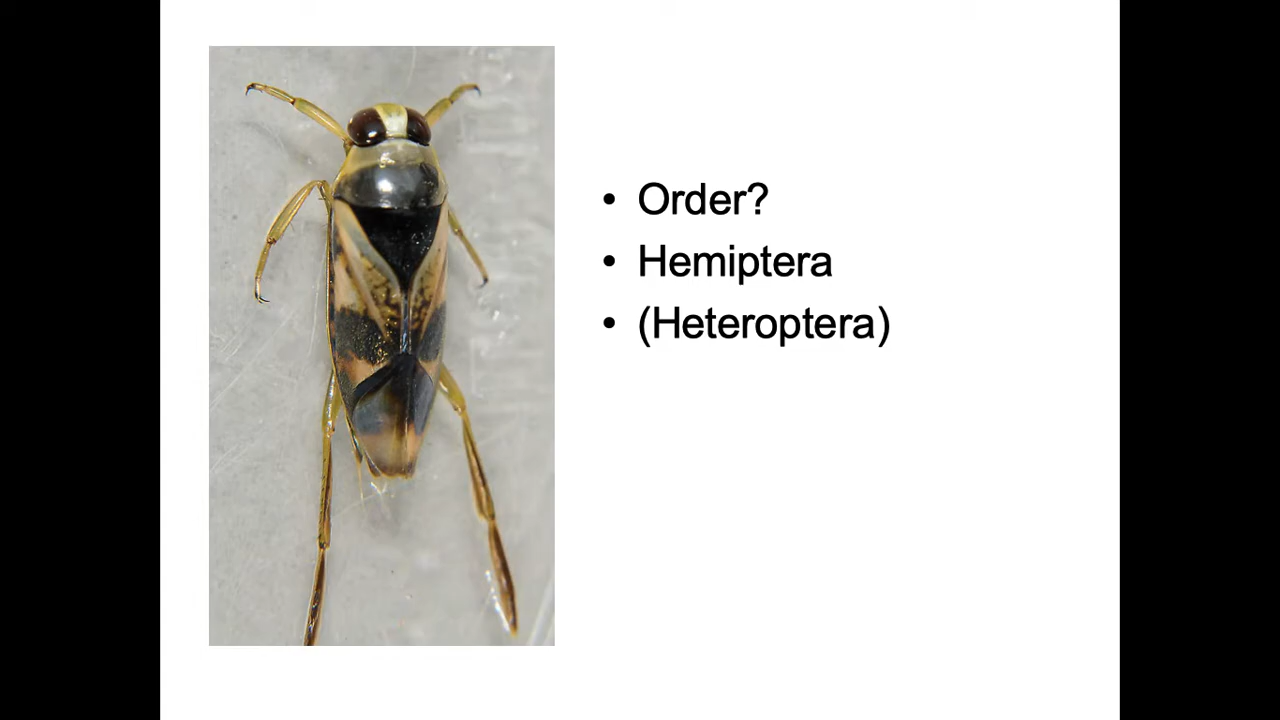 • Order?
• Hemiptera
• (Heteroptera)